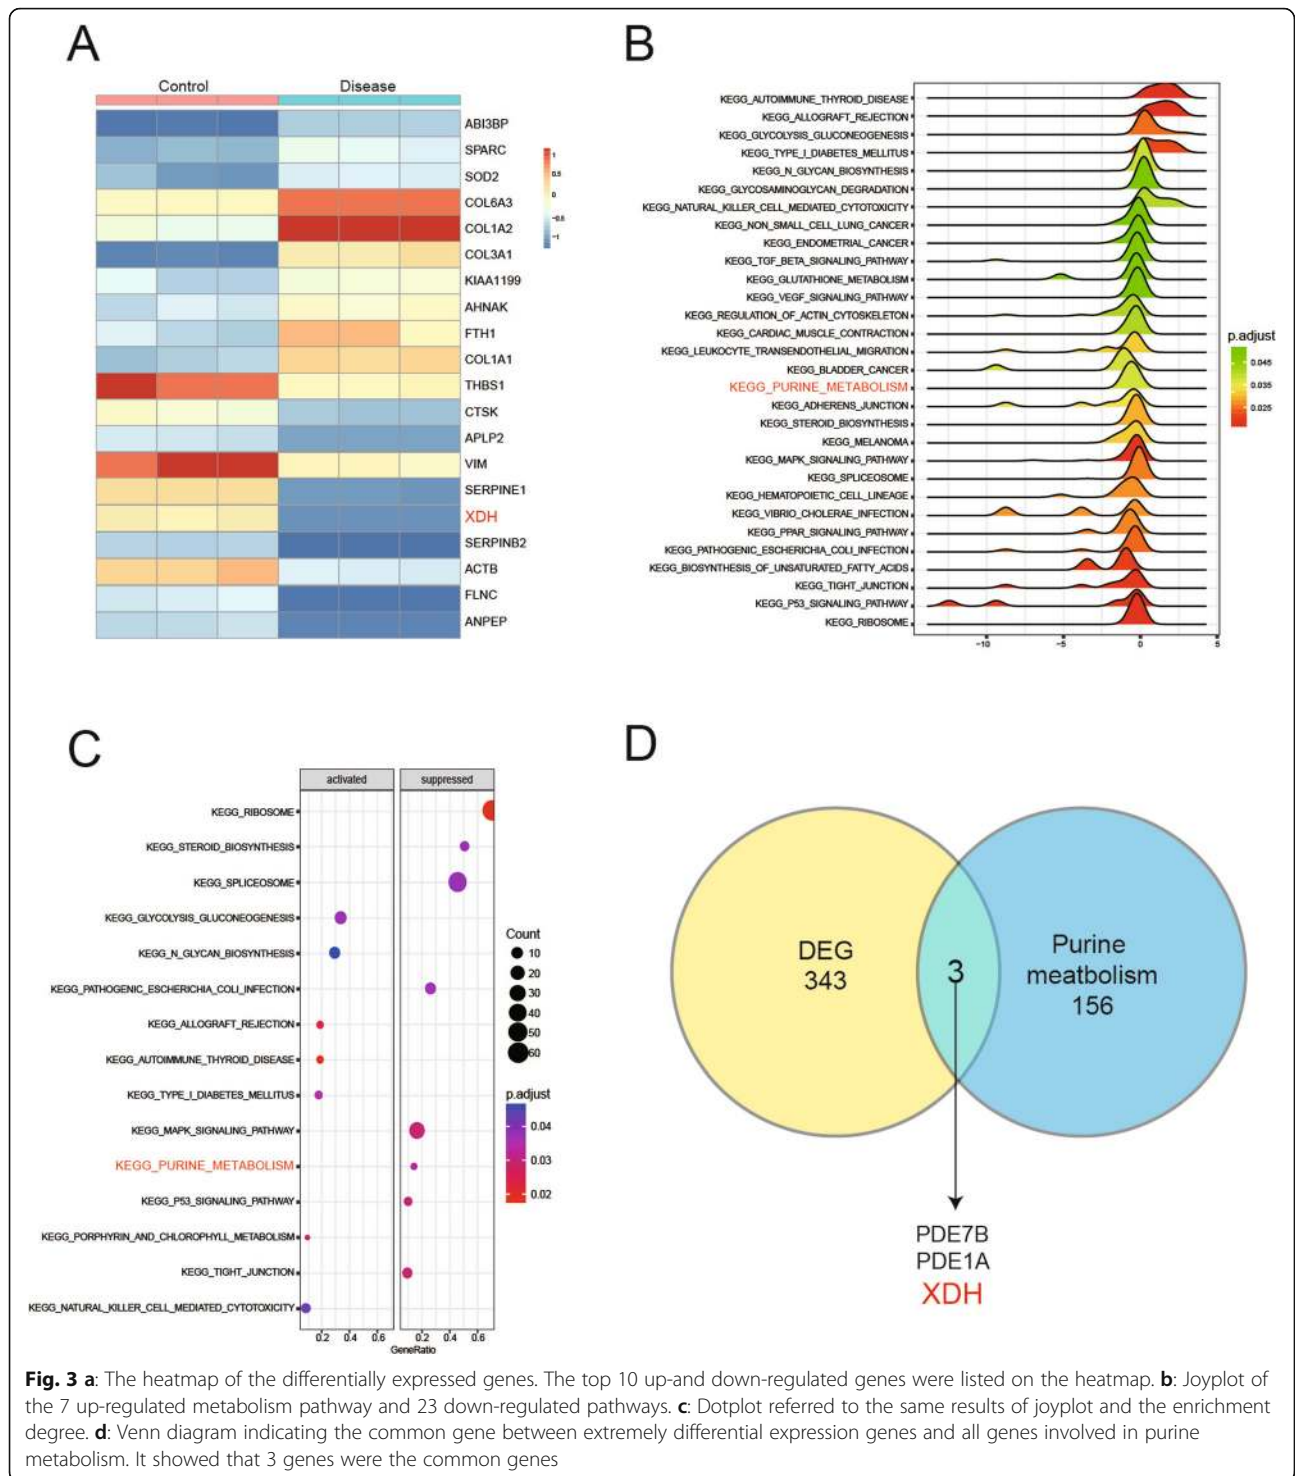 A
Control
Disease
ABI3BP
SPARC
SOD2
COL6A3
COL1A2
COL3A1
KIAA1199
AHNAK
FTH1
COL1A1
THBS1
CTSK
APLP2
VIM
SERPINE1
XDH
SERPINB2
ACTB
FLNC
ANPEP
1
0.5
0
−0.5
−1
B
KEGG_AUTOIMMUNE_THYROID_DISEASE
KEGG_ALLOGRAFT_REJECTION
KEGG_GLYCOLYSIS_GLUCONEOGENESIS
KEGG_TYPE_I_DIABETES_MELLITUS
KEGG_N_GLYCAN_BIOSYNTHESIS
KEGG_GLYCOSAMINOGLYCAN_DEGRADATION
KEGG_NATURAL_KILLER_CELL_MEDIATED_CYTOTOXICITY
KEGG_NON_SMALL_CELL_LUNG_CANCER
KEGG_ENDOMETRIAL_CANCER
KEGG_TGF_BETA_SIGNALING_PATHWAY
KEGG_GLUTATHIONE_METABOLISM
KEGG_VEGF_SIGNALING_PATHWAY
KEGG_REGULATION_OF_ACTIN_CYTOSKELETON
KEGG_CARDIAC_MUSCLE_CONTRACTION
KEGG_LEUKOCYTE_TRANSENDOTHELIAL_MIGRATION
KEGG_BLADDER_CANCER
KEGG_PURINE_METABOLISM
KEGG_ADHERENS_JUNCTION
KEGG_STEROID_BIOSYNTHESIS
KEGG_MELANOMA
KEGG_MAPK_SIGNALING_PATHWAY
KEGG_SPLICEOSOME
KEGG_HEMATOPOIETIC_CELL_LINEAGE
KEGG_VIBRIO_CHOLERAE_INFECTION
KEGG_PPAR_SIGNALING_PATHWAY
KEGG_PATHOGENIC_ESCHERICHIA_COLI_INFECTION
KEGG_BIOSYNTHESIS_OF_UNSATURATED_FATTY_ACIDS
KEGG_TIGHT_JUNCTION
KEGG_P53_SIGNALING_PATHWAY
KEGG_RIBOSOME
−10
−5
0
5
p.adjust
0.045
0.035
0.025
C
activated
suppressed
KEGG_RIBOSOME
KEGG_STEROID_BIOSYNTHESIS
KEGG_SPLICEOSOME
KEGG_GLYCOLYSIS_GLUCONEOGENESIS
KEGG_N_GLYCAN_BIOSYNTHESIS
KEGG_PATHOGENIC_ESCHERICHIA_COLI_INFECTION
KEGG_ALLOGRAFT_REJECTION
KEGG_AUTOIMMUNE_THYROID_DISEASE
KEGG_TYPE_I_DIABETES_MELLITUS
KEGG_MAPK_SIGNALING_PATHWAY
KEGG_PURINE_METABOLISM
KEGG_P53_SIGNALING_PATHWAY
KEGG_PORPHYRIN_AND_CHLOROPHYLL_METABOLISM
KEGG_TIGHT_JUNCTION
KEGG_NATURAL_KILLER_CELL_MEDIATED_CYTOTOXICITY
0.2 0.4 0.6
0.2 0.4 0.6
GeneRatio
Count
10
20
30
40
50
60
p.adjust
0.04
0.03
0.02
D
DEG
343
3
Purine
meatbolism
156
PDE7B
PDE1A
XDH
Fig. 3 a: The heatmap of the differentially expressed genes. The top 10 up-and down-regulated genes were listed on the heatmap. b: Joyplot of
the 7 up-regulated metabolism pathway and 23 down-regulated pathways. c: Dotplot referred to the same results of joyplot and the enrichment
degree. d: Venn diagram indicating the common gene between extremely differential expression genes and all genes involved in purine
metabolism. It showed that 3 genes were the common genes